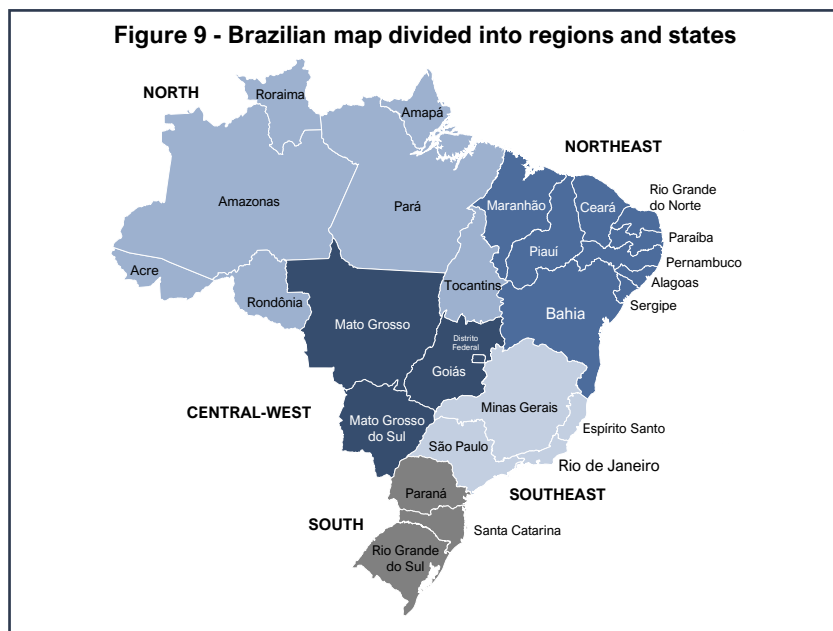 Figure 9 - Brazilian map divided into regions and states
NORTH
Roraima
Amapá
NORTHEAST
Amazonas
Pará
Maranhão
Ceará
Rio Grande
do Norte
Paraíba
Piauí
Pernambuco
Acre
Rondônia
Tocantins
Alagoas
Sergipe
Mato Grosso
Bahia
Distrito
Federal
Goiás
CENTRAL-WEST
Mato Grosso
do Sul
Minas Gerais
Espírito Santo
São Paulo
Rio de Janeiro
Paraná
SOUTHEAST
SOUTH
Santa Catarina
Rio Grande
do Sul